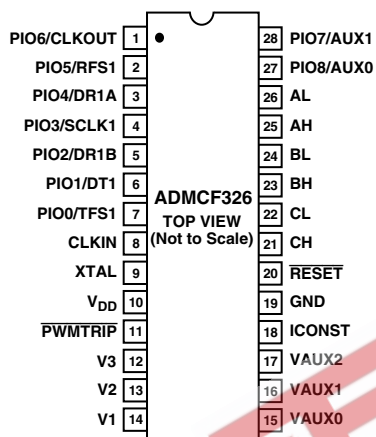 PIO6/CLKOUT 1 28 PIO7/AUX1
PIO5/RFS1 2 27 PIO8/AUX0
PIO4/DR1A 3 26 AL
PIO3/SCLK1 4 25 AH
PIO2/DR1B 5 24 BL
PIO1/DT1 6 23 BH
ADMCF326
PIO0/TFS1 7 TOP VIEW 22 CL
CLKIN 8 (Not to Scale) 21 CH
XTAL 9 20 RESET
VDD 10 19 GND
PWMTRIP 11 18 ICONST
V3 12 17 VAUX2
V2 13 16 VAUX1
V1 14 15 VAUX0